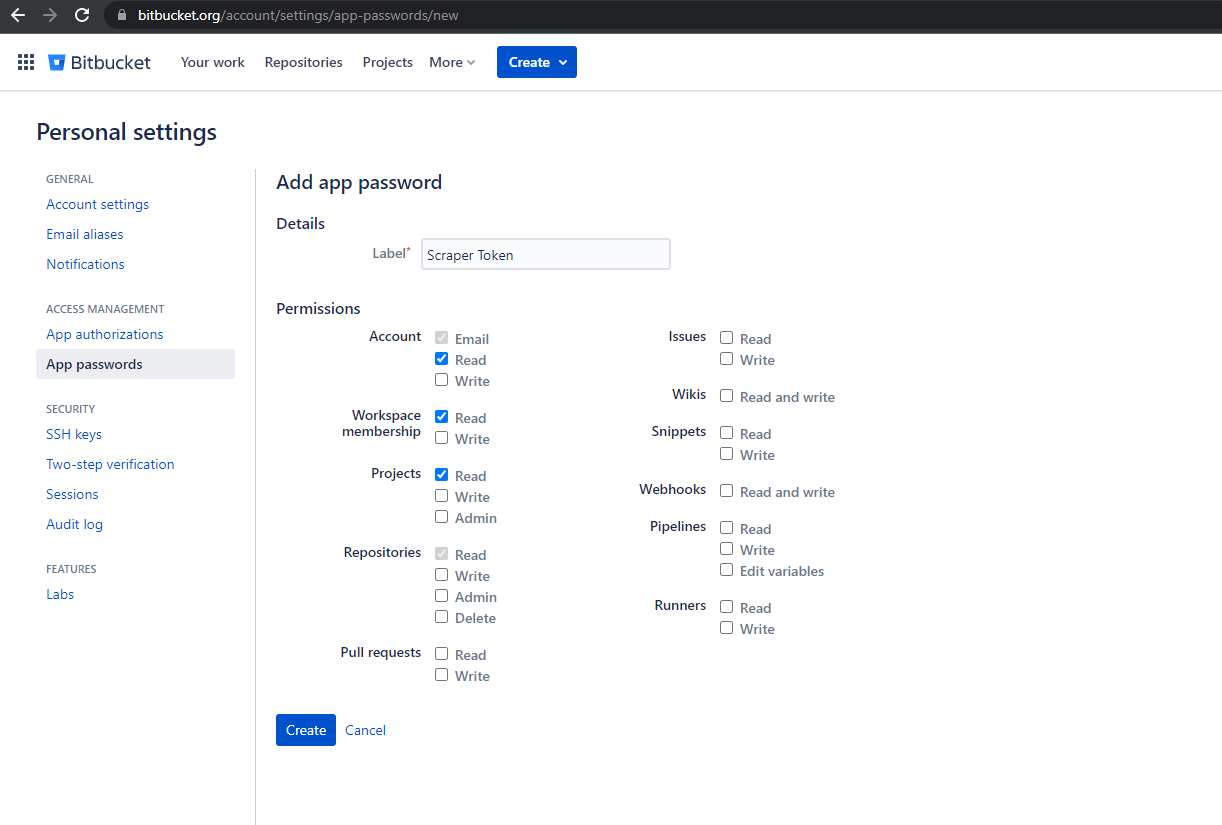 bitbucket.org/account/settings/app-passwords/new
Bitbucket Your work Repositories Projects More Create
Personal settings
GENERAL
Account settings
Email aliases
Notifications
ACCESS MANAGEMENT
App authorizations
App passwords
SECURITY
SSH keys
Two-step verification
Sessions
Audit log
FEATURES
Labs
Add app password
Details
Label* Scraper Token
Permissions
Account Email
Read
Write
Workspace membership Read
Write
Projects Read
Write
Admin
Repositories Read
Write
Admin
Delete
Pull requests Read
Write
Issues Read
Write
Wikis Read and write
Snippets Read
Write
Webhooks Read and write
Pipelines Read
Write
Edit variables
Runners Read
Write
Create Cancel